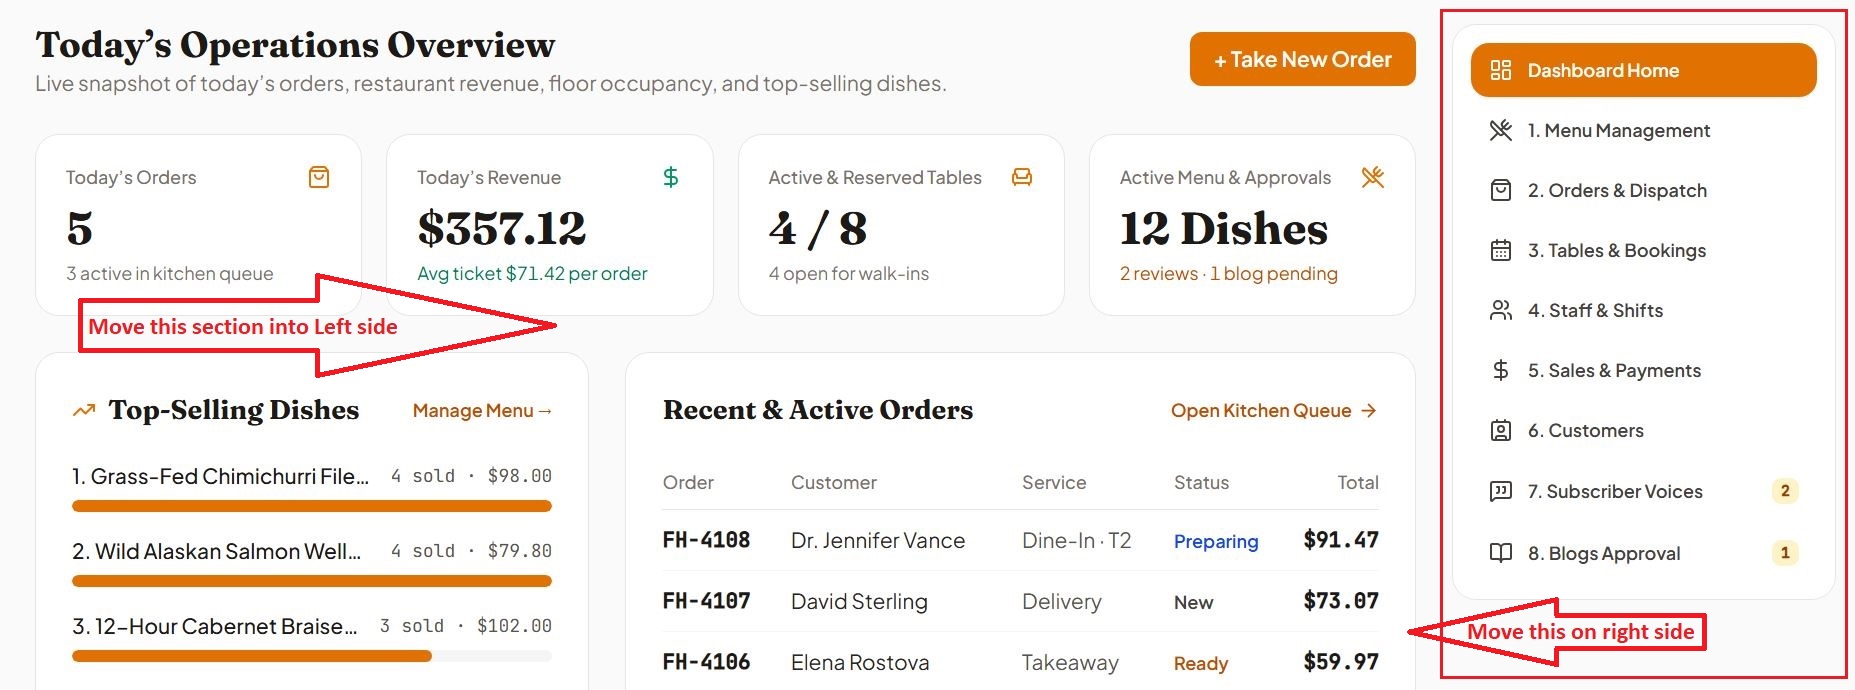 Today's Operations Overview
Live snapshot of today's orders, restaurant revenue, floor occupancy, and top-selling dishes.
+ Take New Order
Today's Orders
5
3 active in kitchen queue
Today's Revenue
$357.12
Avg ticket $71.42 per order
Active & Reserved Tables
4 / 8
4 open for walk-ins
Active Menu & Approvals
12 Dishes
2 reviews · 1 blog pending
Move this section into Left side
Top-Selling Dishes
Manage Menu →
1. Grass-Fed Chimichurri File... 4 sold · $98.00
2. Wild Alaskan Salmon Well... 4 sold · $79.80
3. 12-Hour Cabernet Braise... 3 sold · $102.00
Recent & Active Orders
Open Kitchen Queue →
Order Customer Service Status Total
FH-4108 Dr. Jennifer Vance Dine-In · T2 Preparing $91.47
FH-4107 David Sterling Delivery New $73.07
FH-4106 Elena Rostova Takeaway Ready $59.97
Dashboard Home
1. Menu Management
2. Orders & Dispatch
3. Tables & Bookings
4. Staff & Shifts
5. Sales & Payments
6. Customers
7. Subscriber Voices 2
8. Blogs Approval 1
Move this on right side